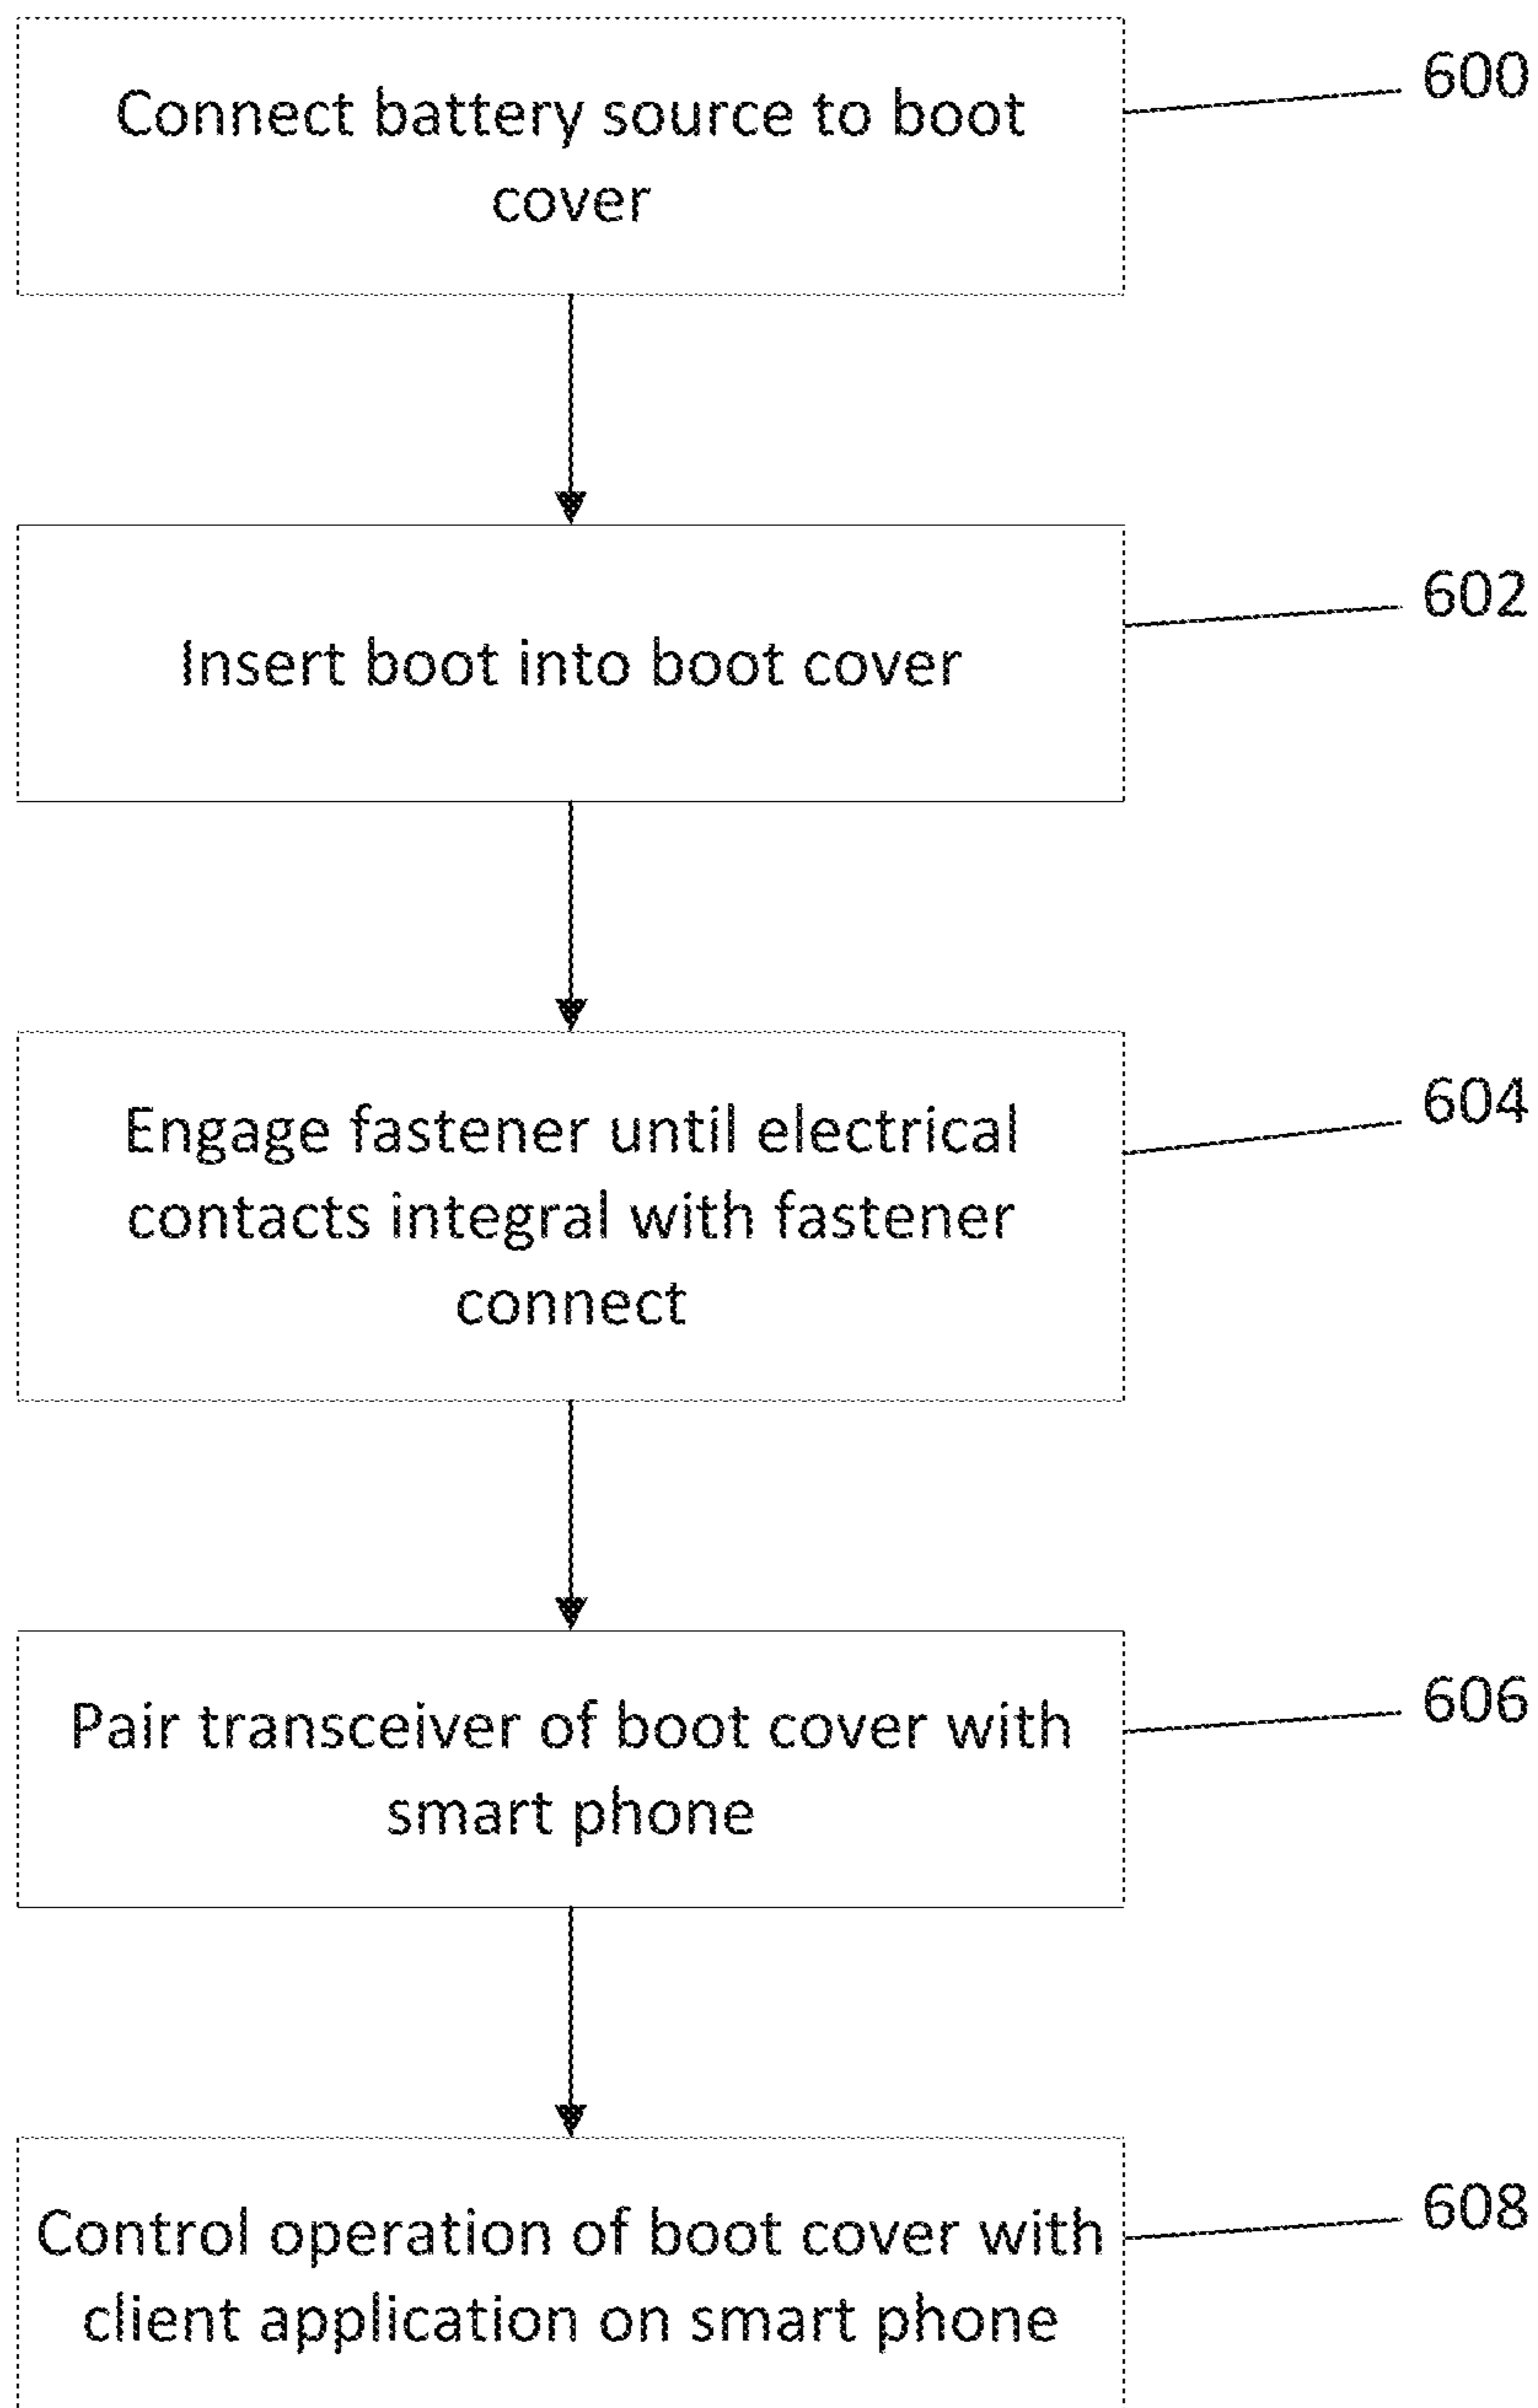 Connect battery source to boot
cover
600
Insert boot into boot cover
602
Engage fastener until electrical
contacts integral with fastener
connect
604
Pair transceiver of boot cover with
smart phone
606
Control operation of boot cover with
client application on smart phone
608